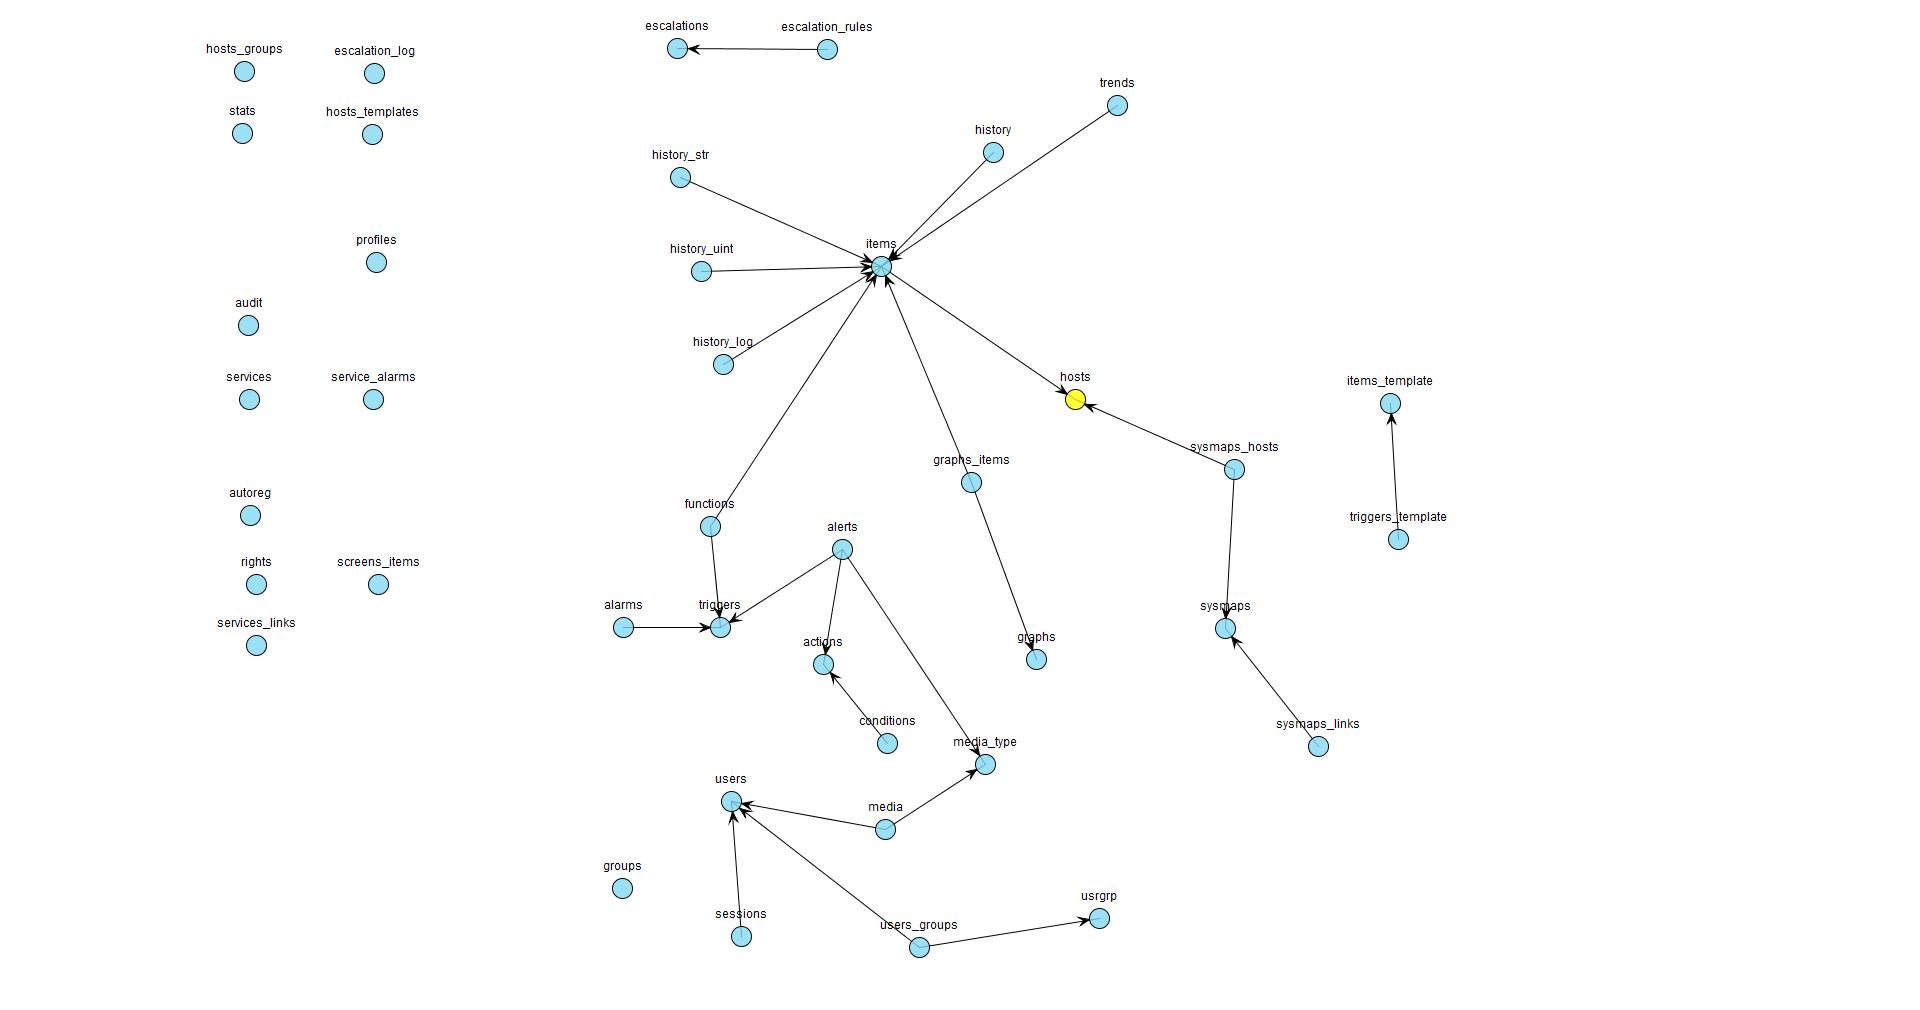 escalations
escalation_rules
hosts_groups
escalation_log
trends
stats
hosts_templates
history
history_str
profiles
items
history_uint
audit
history_log
services
service_alarms
hosts
items_template
sysmaps_hosts
graphs_items
autoreg
functions
triggers_template
alerts
rights
screens_items
alarms
triggers
sysmaps
services_links
actions
graphs
conditions
sysmaps_links
media_type
users
media
groups
usrgrp
sessions
users_groups